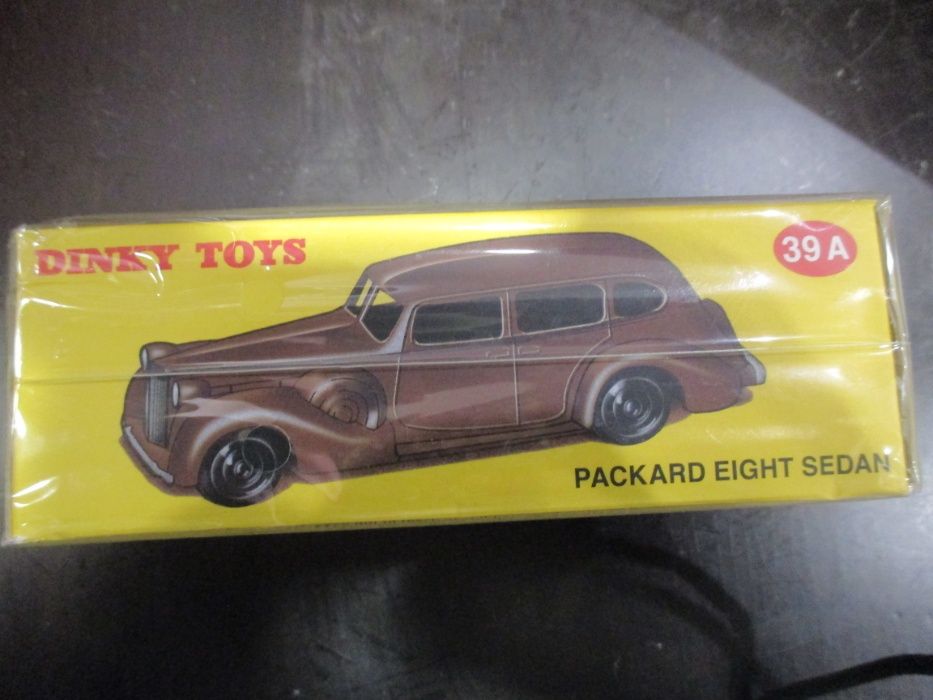 DINKY TOYS
39 A
PACKARD EIGHT SEDAN